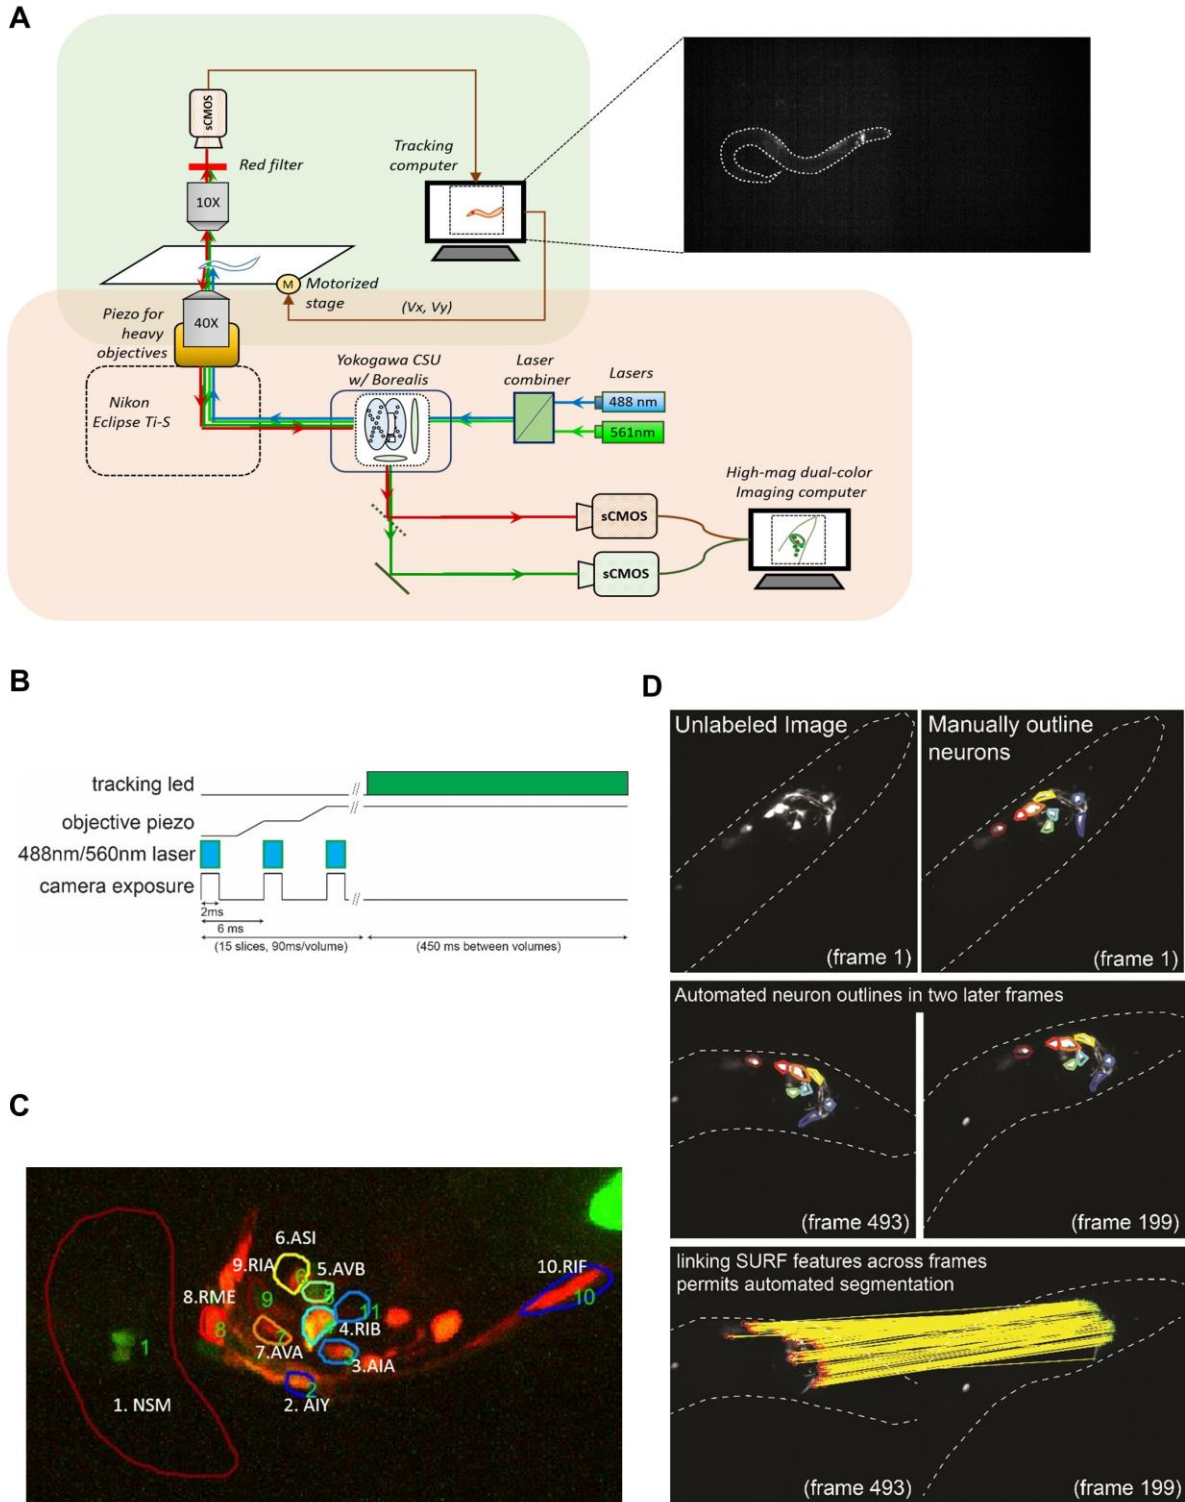 A
sCMOS
Red filter
10X
Tracking
computer
M
Motorized
stage
(Vx, Vy)
Piezo for
heavy
objectives
40X
Nikon
Eclipse Ti-S
Yokogawa CSU
w/ Borealis
Laser
combiner
Lasers
488 nm
561nm
High-mag dual-color
Imaging computer
sCMOS
sCMOS
B
tracking led
objective piezo
488nm/560nm laser
camera exposure
//
//
//
2ms
6 ms
(15 slices, 90ms/volume)
(450 ms between volumes)
C
6.ASI
9.RIA
5.AVB
10.RIF
8.RME
4.RIB
7.AVA
3.AIA
1. NSM
2. AIY
1
2
6
7
8
9
10
11
D
Unlabeled Image
(frame 1)
Manually outline
neurons
(frame 1)
Automated neuron outlines in two later frames
(frame 493)
(frame 199)
linking SURF features across frames
permits automated segmentation
(frame 493)
(frame 199)